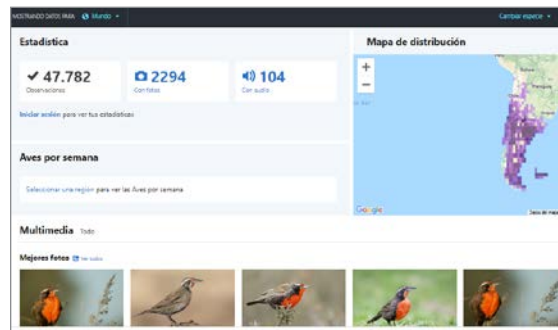 MOSTRANDO DATOS PARA: Mundo
Cambiar especie
Estadística
Mapa de distribución
47.782
Observaciones
2294
Con fotos
104
Con audio
Iniciar sesión para ver tus estadísticas
Aves por semana
Seleccionar una región para ver las Aves por semana
Google
Multimedia Todo
Mejores fotos Ver todos